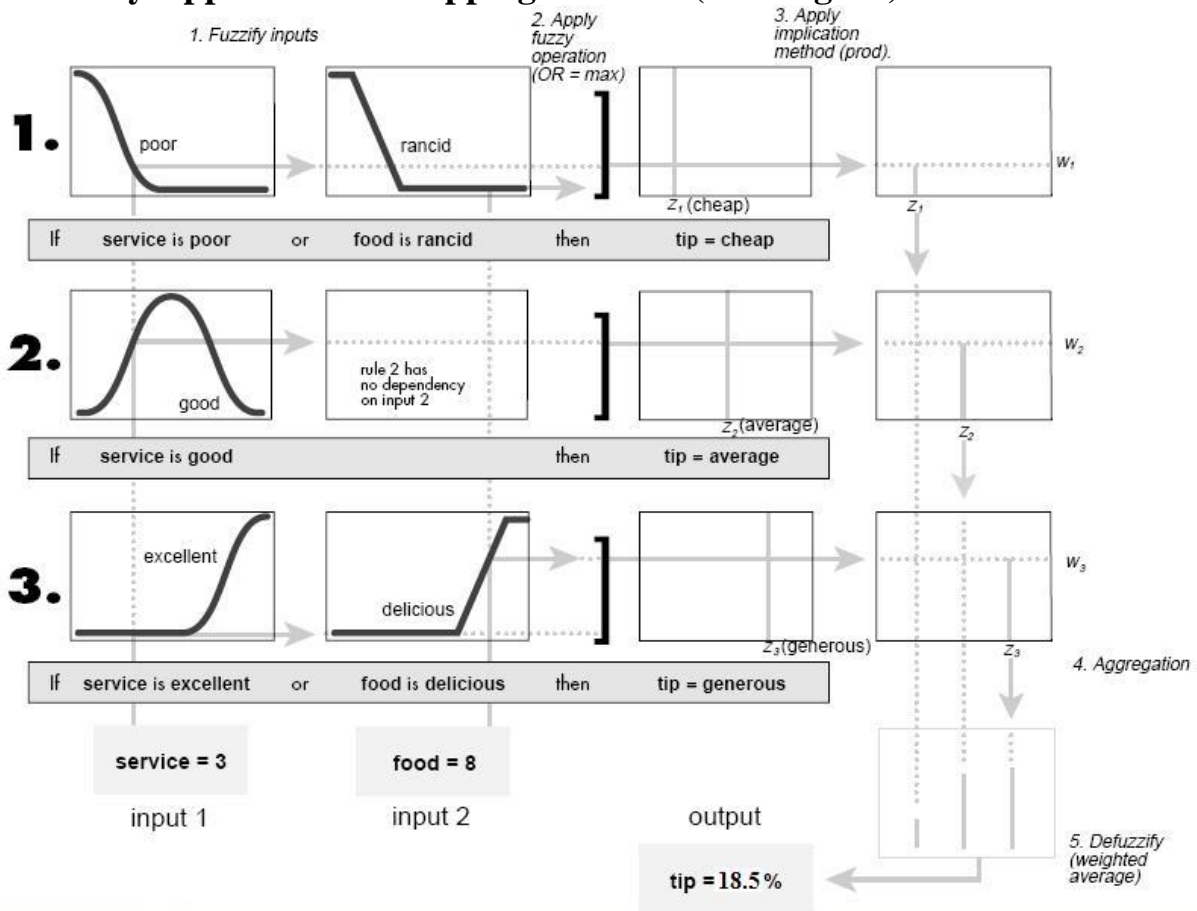 1. Fuzzify inputs
2. Apply
fuzzy
operation
(OR = max)
3. Apply
implication
method (prod).
1.
poor
rancid
z₁ (cheap)
w₁
z₁
If service is poor or food is rancid then tip = cheap
2.
good
rule 2 has
no dependency
on input 2
z₂ (average)
w₂
z₂
If service is good then tip = average
3.
excellent
delicious
z₃ (generous)
w₃
z₃
If service is excellent or food is delicious then tip = generous
4. Aggregation
service = 3
food = 8
input 1
input 2
output
tip = 18.5%
5. Defuzzify
(weighted
average)